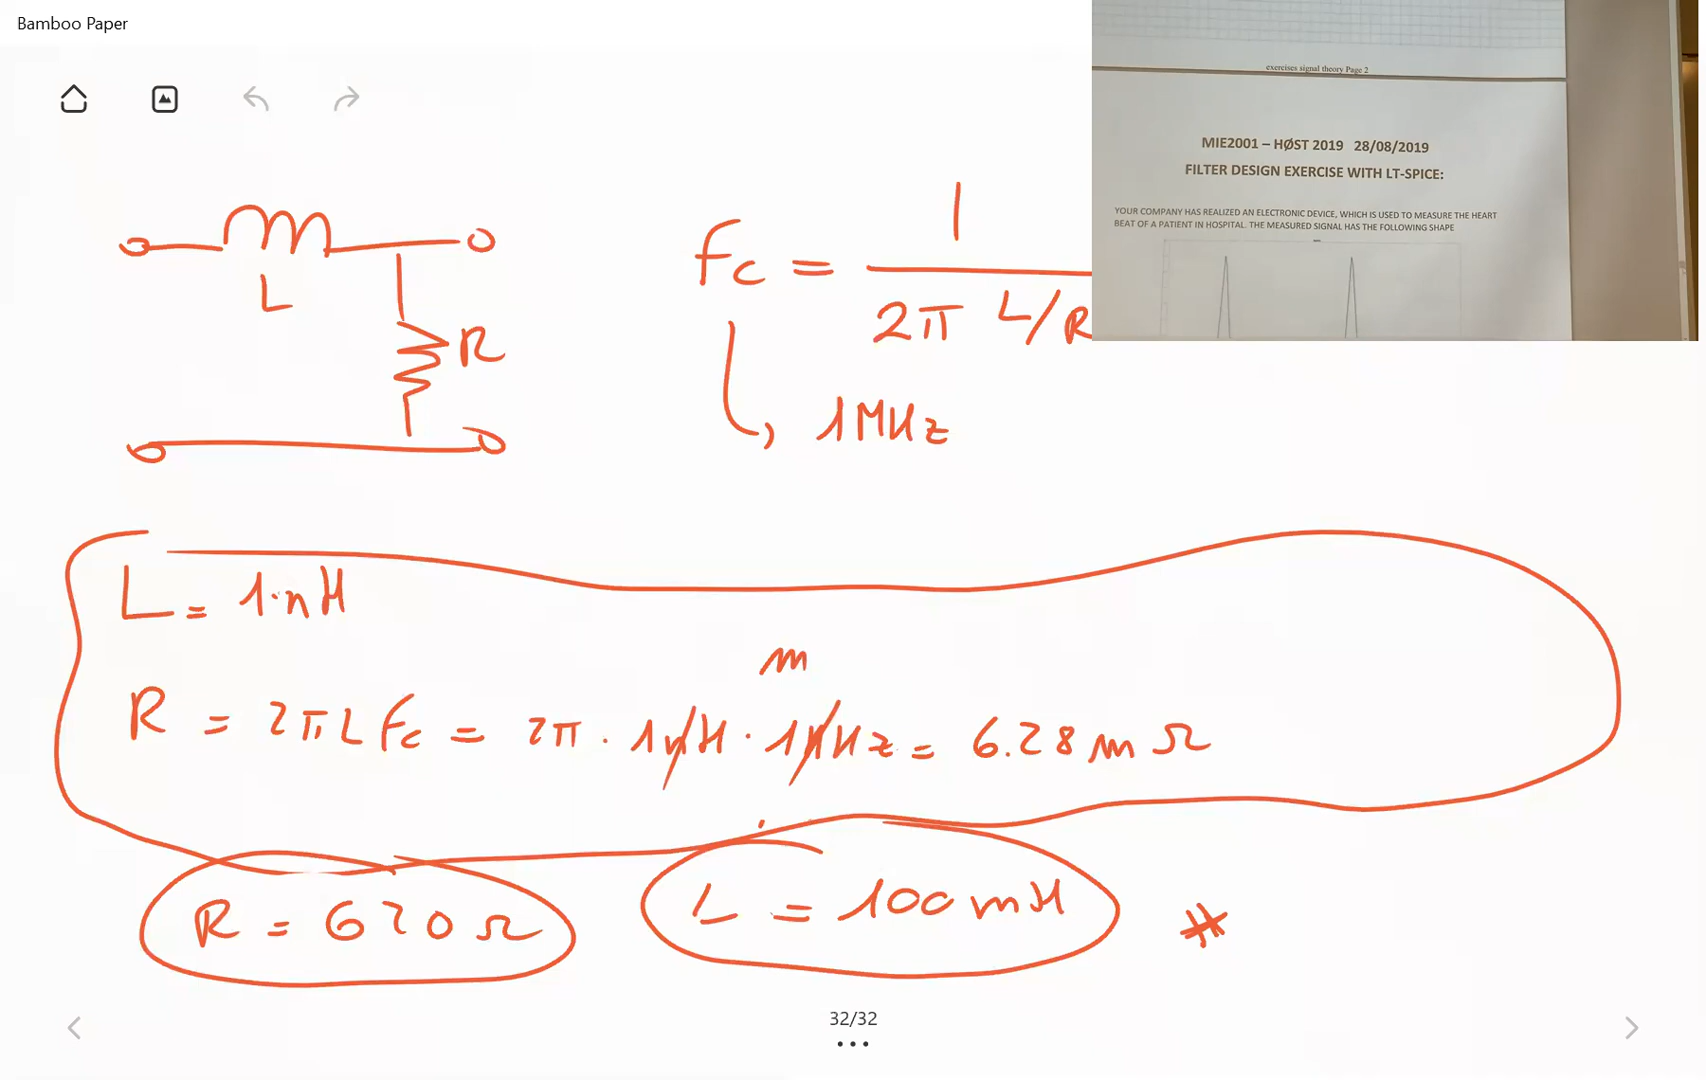 Bamboo Paper
exercises signal theory Page 2
MIE2001 – HØST 2019 28/08/2019
FILTER DESIGN EXERCISE WITH LT-SPICE:
YOUR COMPANY HAS REALIZED AN ELECTRONIC DEVICE, WHICH IS USED TO MEASURE THE HEART
BEAT OF A PATIENT IN HOSPITAL. THE MEASURED SIGNAL HAS THE FOLLOWING SHAPE
L
R
fc = 1 / 2π L/R
1MHz
L = 1·nH
m
R = 2πL fc = 2π · 1nH · 1MHz = 6.28 m Ω
R = 620 Ω
L = 100 mH *
32/32